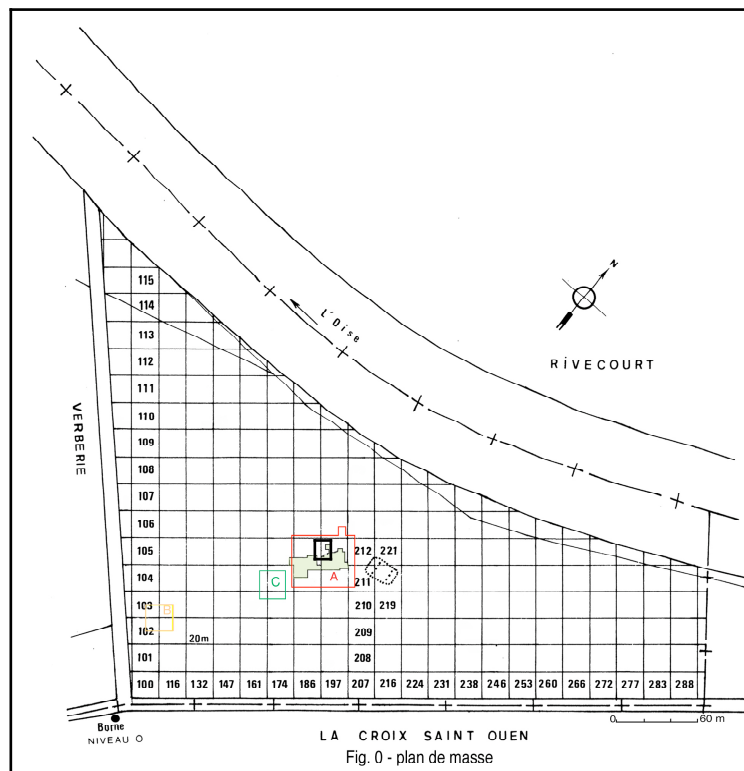 N
L'Oise
RIVECOURT
VERBERIE
115
114
113
112
111
110
109
108
107
106
105
212 221
104
A
C
211
103
B
210 219
102
20m
209
101
208
100 116 132 147 161 174 186 197 207 216 224 231 238 246 253 260 266 272 277 283 288
Borne
NIVEAU O
0 60 m
LA CROIX SAINT OUEN
Fig. 0 - plan de masse